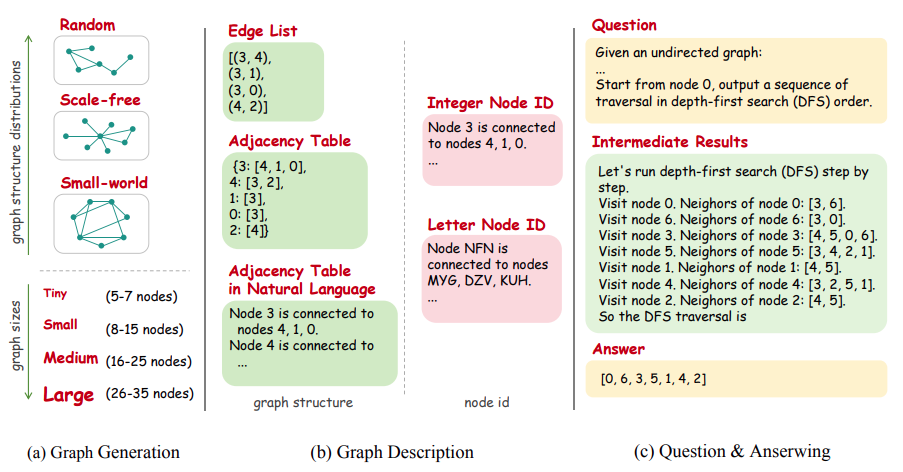 graph structure distributions
Random
Scale-free
Small-world
graph sizes
Tiny (5-7 nodes)
Small (8-15 nodes)
Medium (16-25 nodes)
Large (26-35 nodes)
(a) Graph Generation
Edge List
[(3, 4),
(3, 1),
(3, 0),
(4, 2)]
Adjacency Table
{3: [4, 1, 0],
4: [3, 2],
1: [3],
0: [3],
2: [4]}
Adjacency Table
in Natural Language
Node 3 is connected to
nodes 4, 1, 0.
Node 4 is connected to
...
graph structure
Integer Node ID
Node 3 is connected
to nodes 4, 1, 0.
...
Letter Node ID
Node NFN is
connected to nodes
MYG, DZV, KUH.
...
node id
(b) Graph Description
Question
Given an undirected graph:
...
Start from node 0, output a sequence of
traversal in depth-first search (DFS) order.
Intermediate Results
Let's run depth-first search (DFS) step by
step.
Visit node 0. Neighors of node 0: [3, 6].
Visit node 6. Neighors of node 6: [3, 0].
Visit node 3. Neighors of node 3: [4, 5, 0, 6].
Visit node 5. Neighors of node 5: [3, 4, 2, 1].
Visit node 1. Neighors of node 1: [4, 5].
Visit node 4. Neighors of node 4: [3, 2, 5, 1].
Visit node 2. Neighors of node 2: [4, 5].
So the DFS traversal is
Answer
[0, 6, 3, 5, 1, 4, 2]
(c) Question & Anserwing